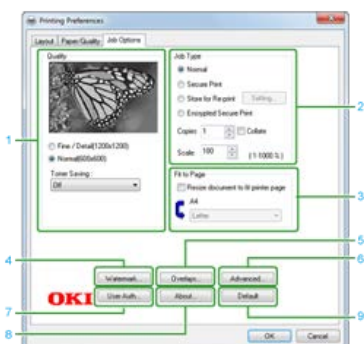 Printing Preferences
Layout Paper/Quality Job Options
Quality
Fine / Detail(1200x1200)
Normal(600x600)
Toner Saving :
Off
Job Type
Normal
Secure Print
Store for Re-print Setting...
Encrypted Secure Print
Copies: 1 Collate
Scale: 100 (1-1000 %)
Fit to Page
Resize document to fit printer page
A4
Letter
Watermark... Overlays... Advanced...
OKI User Auth... About... Default
OK Cancel
1
2
3
4
5
6
7
8
9